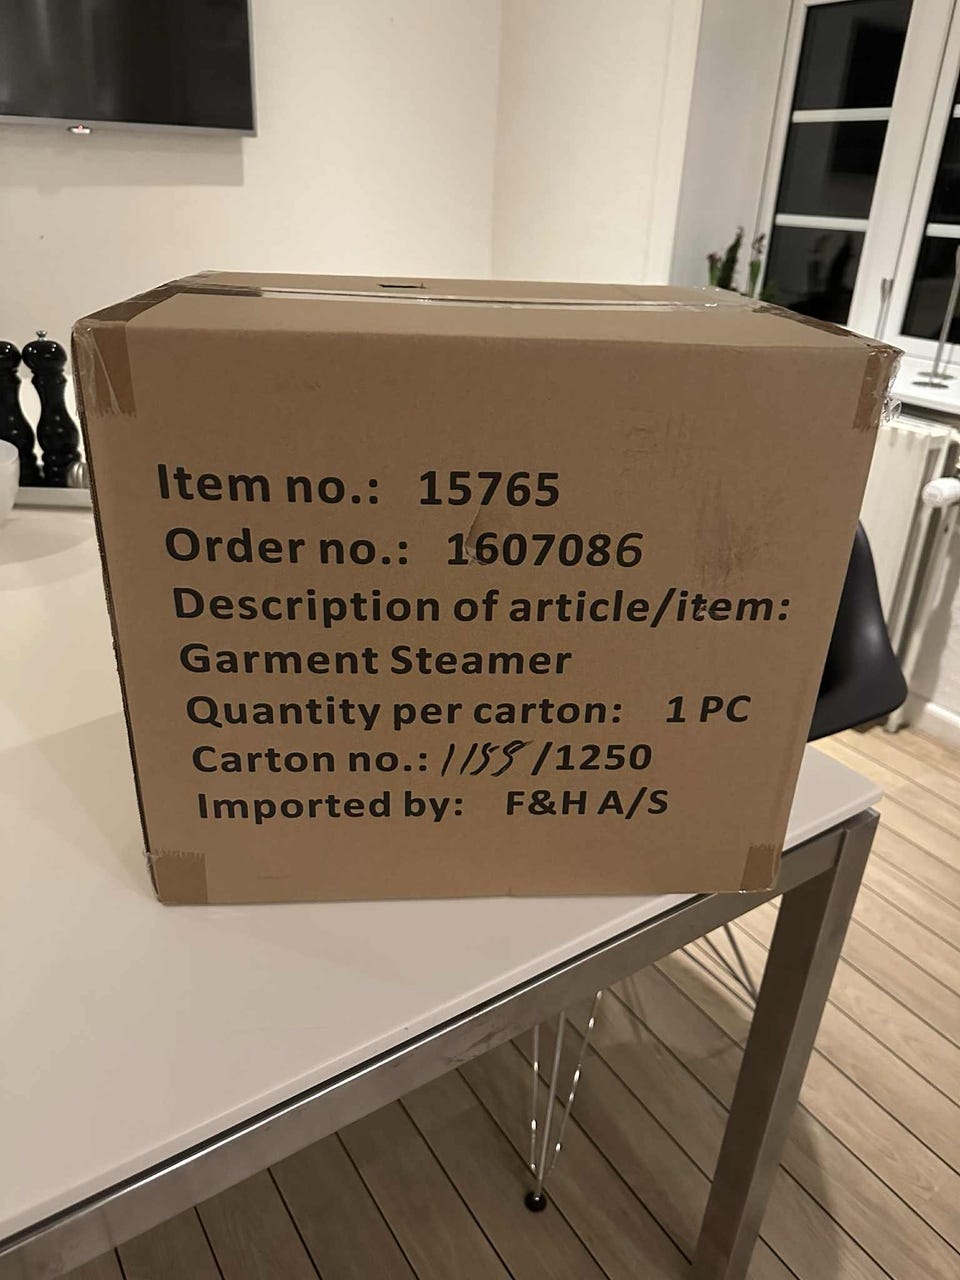 Item no.: 15765
Order no.: 1607086
Description of article/item:
Garment Steamer
Quantity per carton: 1 PC
Carton no.: 1155/1250
Imported by: F&H A/S